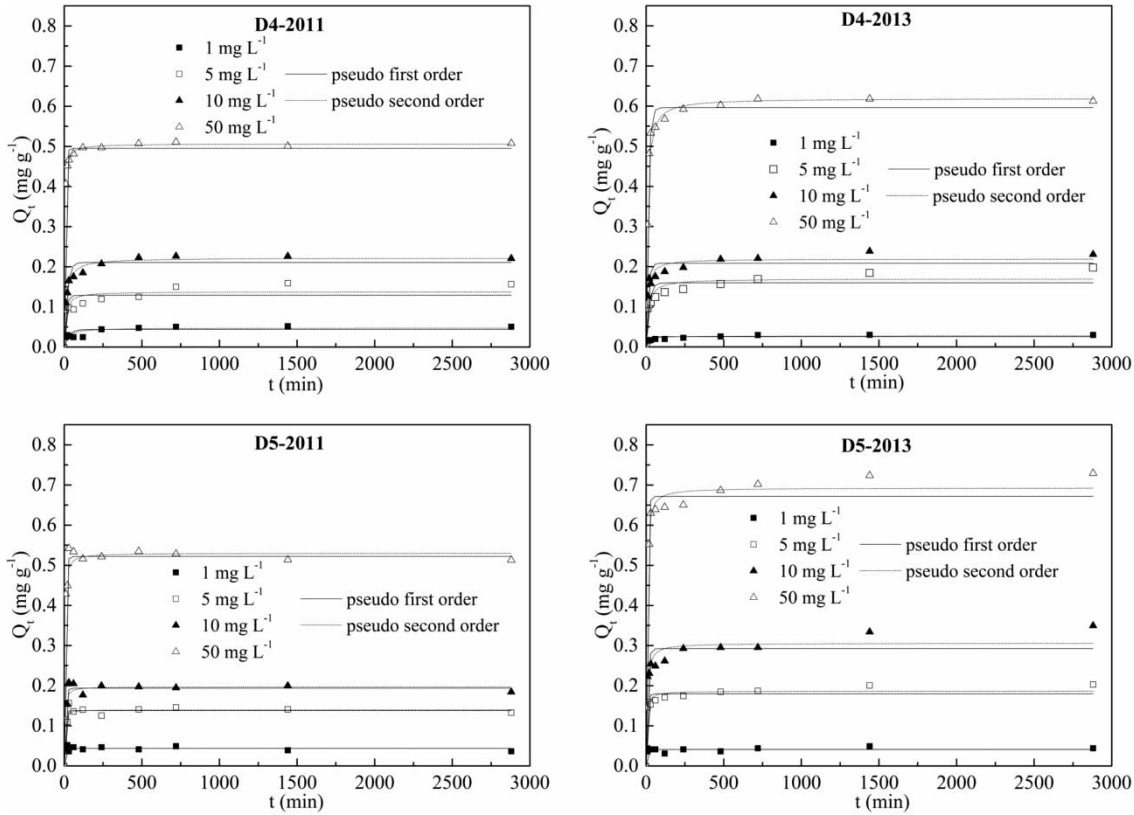 D4-2011
1 mg L⁻¹
5 mg L⁻¹
10 mg L⁻¹
50 mg L⁻¹
pseudo first order
pseudo second order
Qₜ (mg g⁻¹)
0.8
0.7
0.6
0.5
0.4
0.3
0.2
0.1
0.0
0 500 1000 1500 2000 2500 3000
t (min)
D4-2013
1 mg L⁻¹
5 mg L⁻¹
10 mg L⁻¹
50 mg L⁻¹
pseudo first order
pseudo second order
Qₜ (mg g⁻¹)
0.8
0.7
0.6
0.5
0.4
0.3
0.2
0.1
0.0
0 500 1000 1500 2000 2500 3000
t (min)
D5-2011
1 mg L⁻¹
5 mg L⁻¹
10 mg L⁻¹
50 mg L⁻¹
pseudo first order
pseudo second order
Qₜ (mg g⁻¹)
0.8
0.7
0.6
0.5
0.4
0.3
0.2
0.1
0.0
0 500 1000 1500 2000 2500 3000
t (min)
D5-2013
1 mg L⁻¹
5 mg L⁻¹
10 mg L⁻¹
50 mg L⁻¹
pseudo first order
pseudo second order
Qₜ (mg g⁻¹)
0.8
0.7
0.6
0.5
0.4
0.3
0.2
0.1
0.0
0 500 1000 1500 2000 2500 3000
t (min)